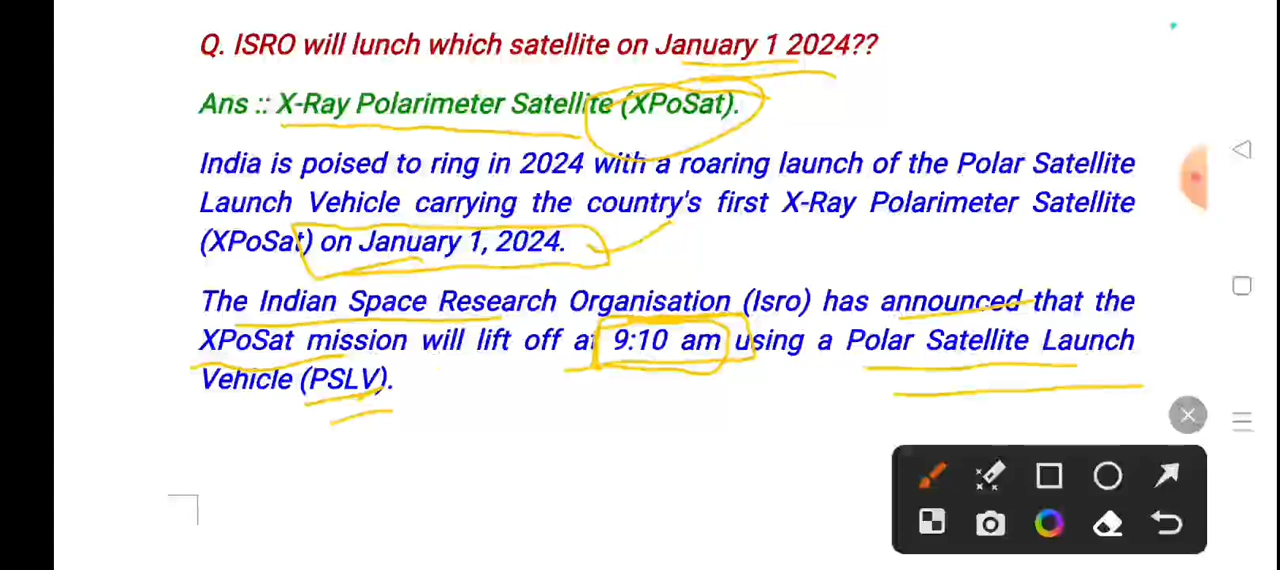 Q. ISRO will lunch which satellite on January 1 2024??
Ans :: X-Ray Polarimeter Satellite (XPoSat).
India is poised to ring in 2024 with a roaring launch of the Polar Satellite
Launch Vehicle carrying the country's first X-Ray Polarimeter Satellite
(XPoSat) on January 1, 2024.
The Indian Space Research Organisation (Isro) has announced that the
XPoSat mission will lift off at 9:10 am using a Polar Satellite Launch
Vehicle (PSLV).